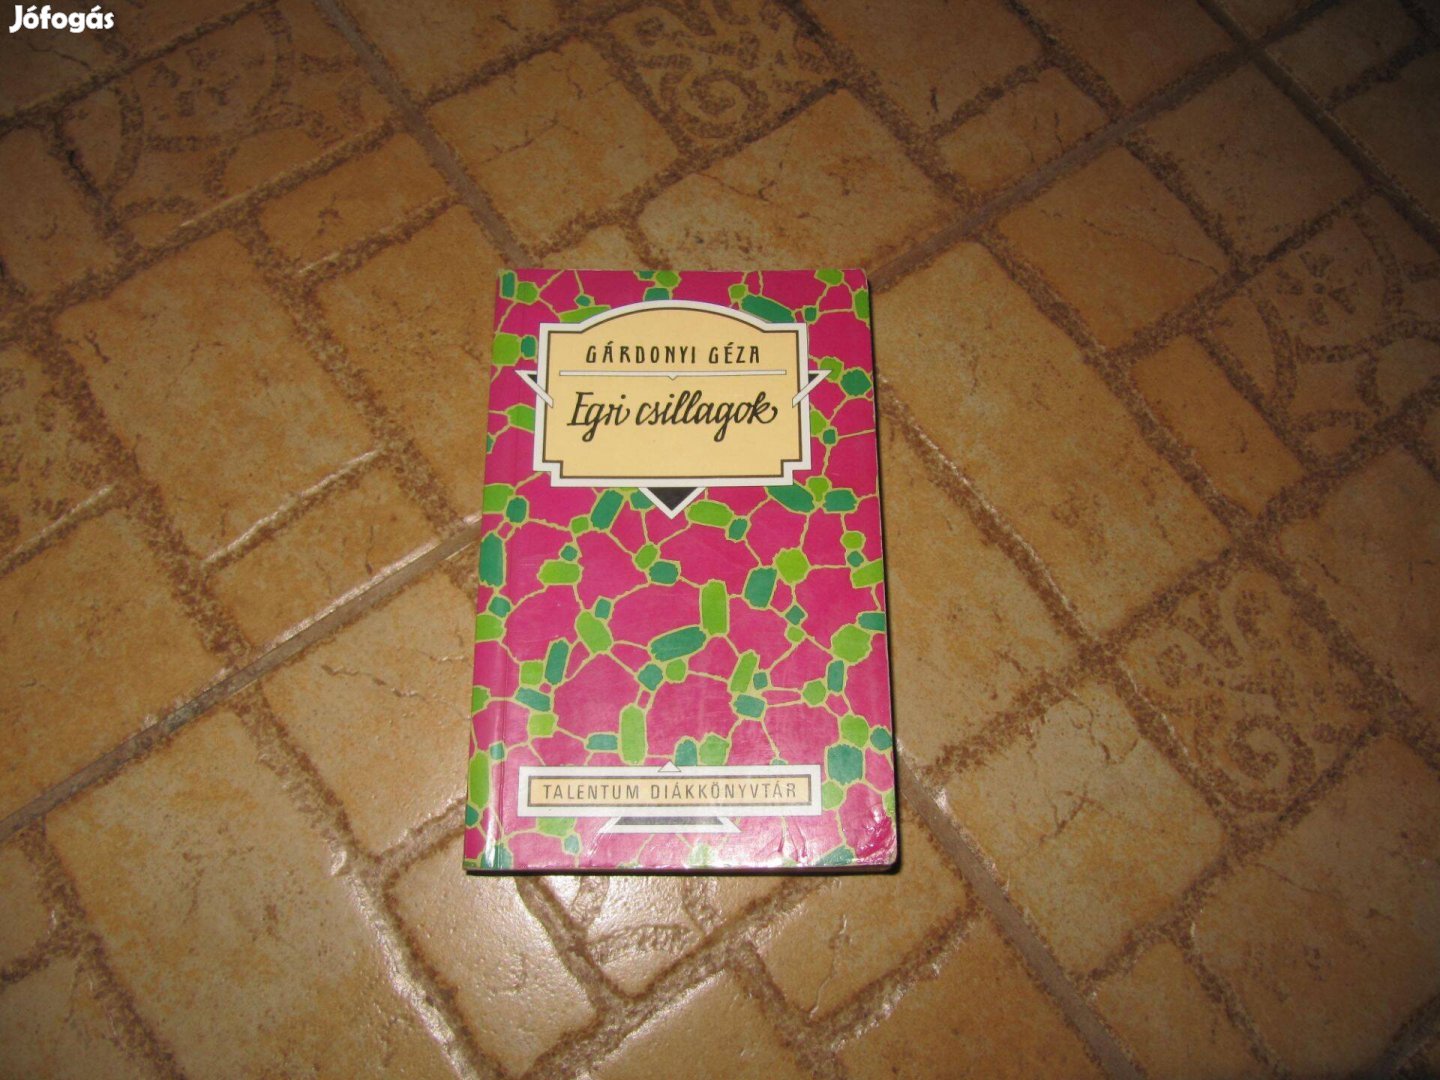 Jófogás
GÁRDONYI GÉZA
Egri csillagok
TALENTUM DIÁKKÖNYVTÁR